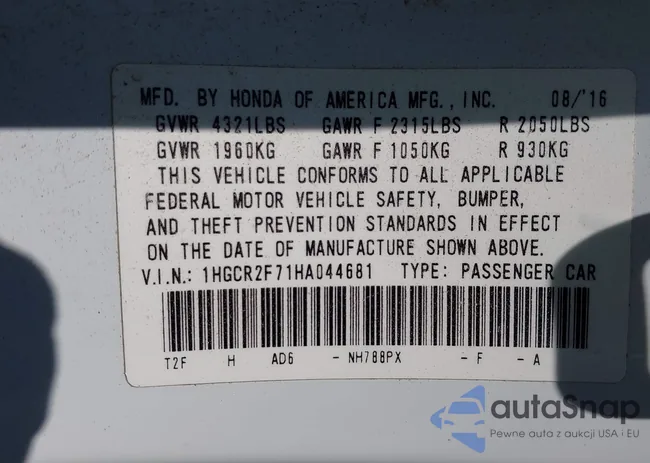 MFD. BY HONDA OF AMERICA MFG., INC. 08/'16
GVWR 4321LBS GAWR F 2315LBS R 2050LBS
GVWR 1960KG GAWR F 1050KG R 930KG
THIS VEHICLE CONFORMS TO ALL APPLICABLE
FEDERAL MOTOR VEHICLE SAFETY, BUMPER,
AND THEFT PREVENTION STANDARDS IN EFFECT
ON THE DATE OF MANUFACTURE SHOWN ABOVE.
V.I.N.: 1HGCR2F71HA044681 TYPE: PASSENGER CAR
T2F H AD6 - NH788PX - F - A
autaSnap
Pewne auta z aukcji USA i EU